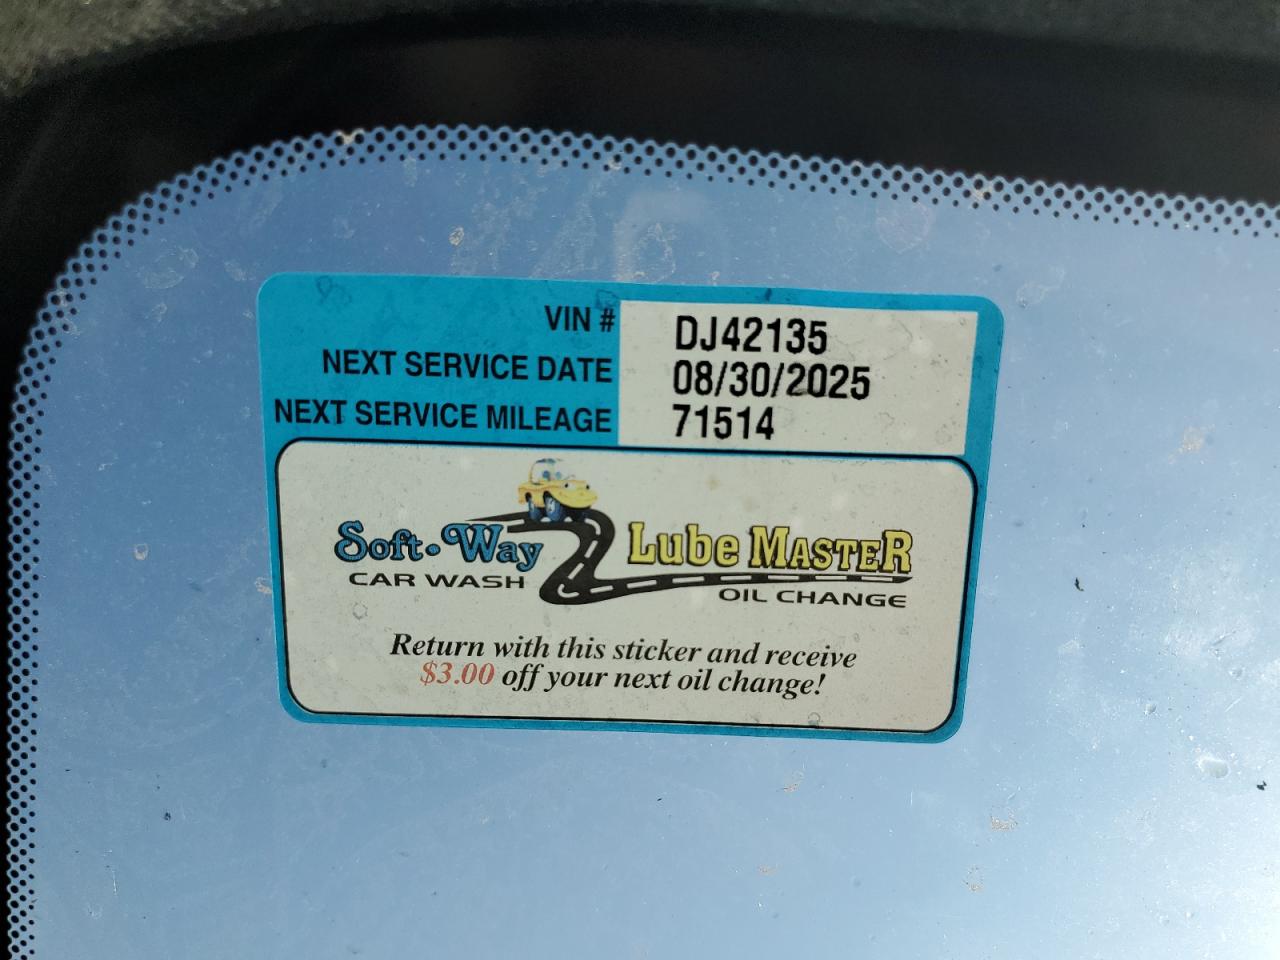 VIN # DJ42135
NEXT SERVICE DATE 08/30/2025
NEXT SERVICE MILEAGE 71514
Soft·Way Lube MASTER
CAR WASH OIL CHANGE
Return with this sticker and receive
$3.00 off your next oil change!